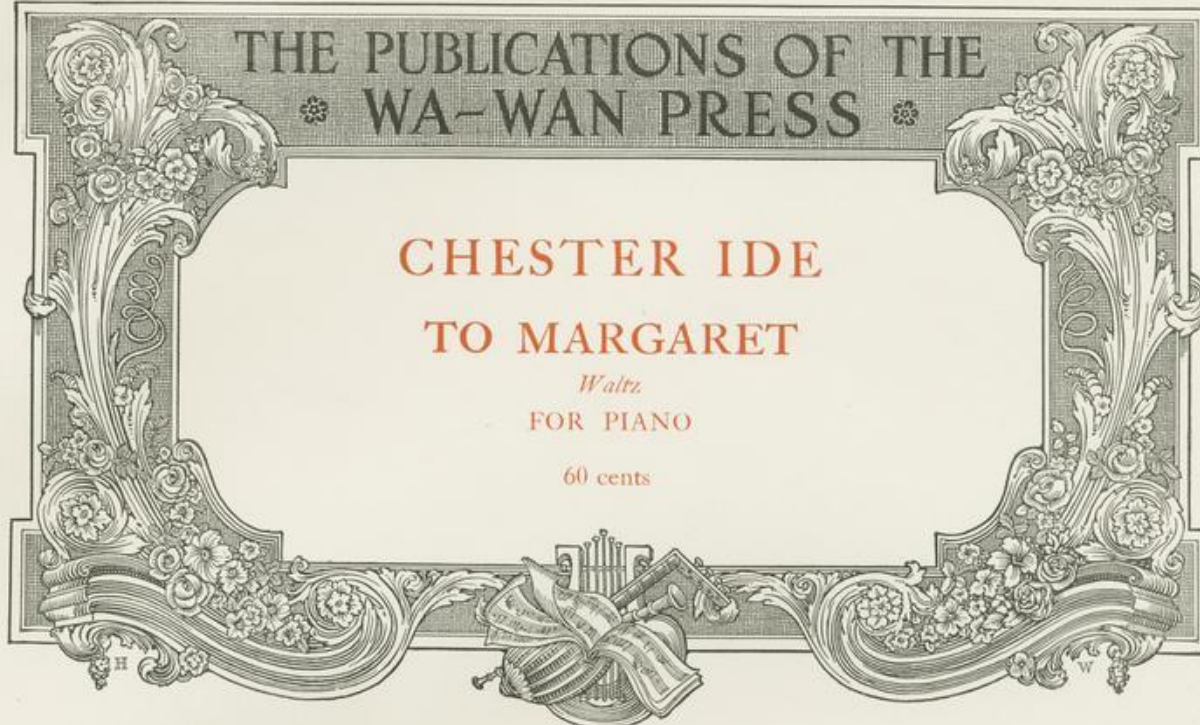 THE PUBLICATIONS OF THE
WA-WAN PRESS
CHESTER IDE
TO MARGARET
Waltz
FOR PIANO
60 cents
H
W